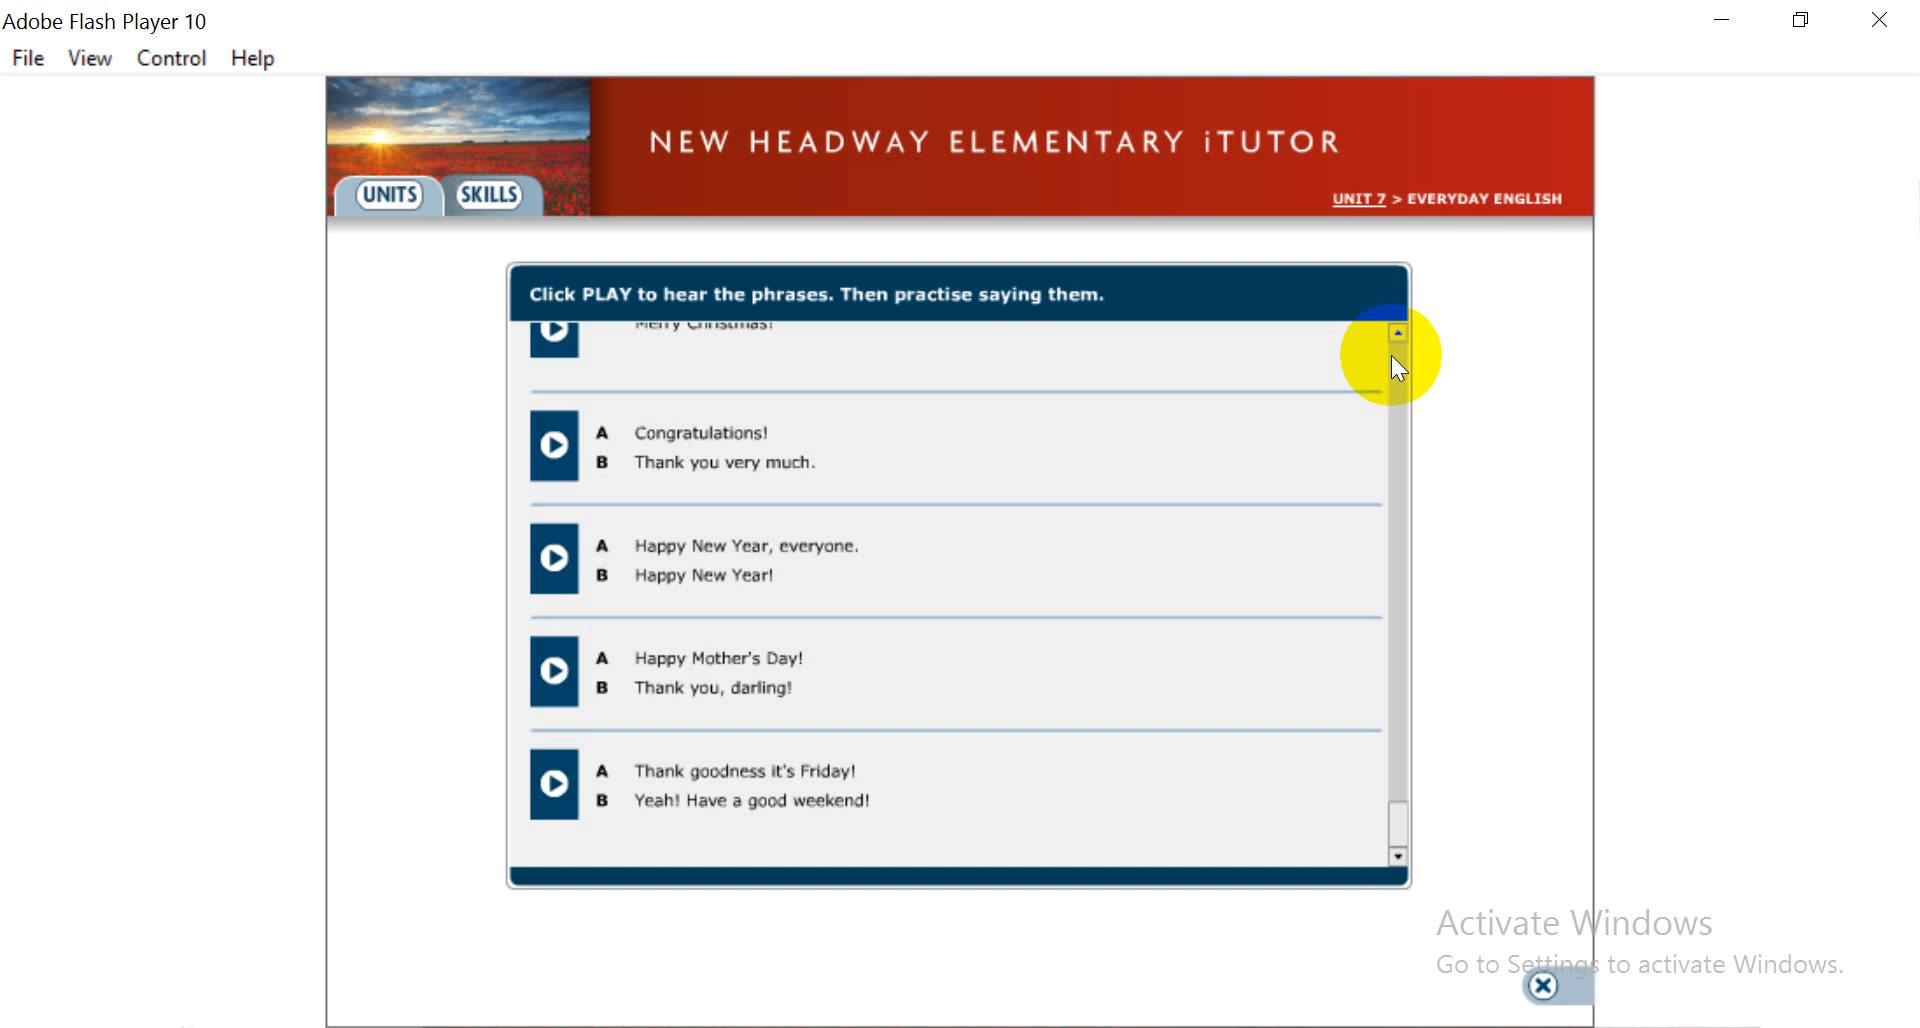 Adobe Flash Player 10
File View Control Help
NEW HEADWAY ELEMENTARY iTUTOR
UNITS SKILLS
UNIT 7 > EVERYDAY ENGLISH
Click PLAY to hear the phrases. Then practise saying them.
Merry Christmas!
A Congratulations!
B Thank you very much.
A Happy New Year, everyone.
B Happy New Year!
A Happy Mother's Day!
B Thank you, darling!
A Thank goodness it's Friday!
B Yeah! Have a good weekend!
Activate Windows
Go to Settings to activate Windows.